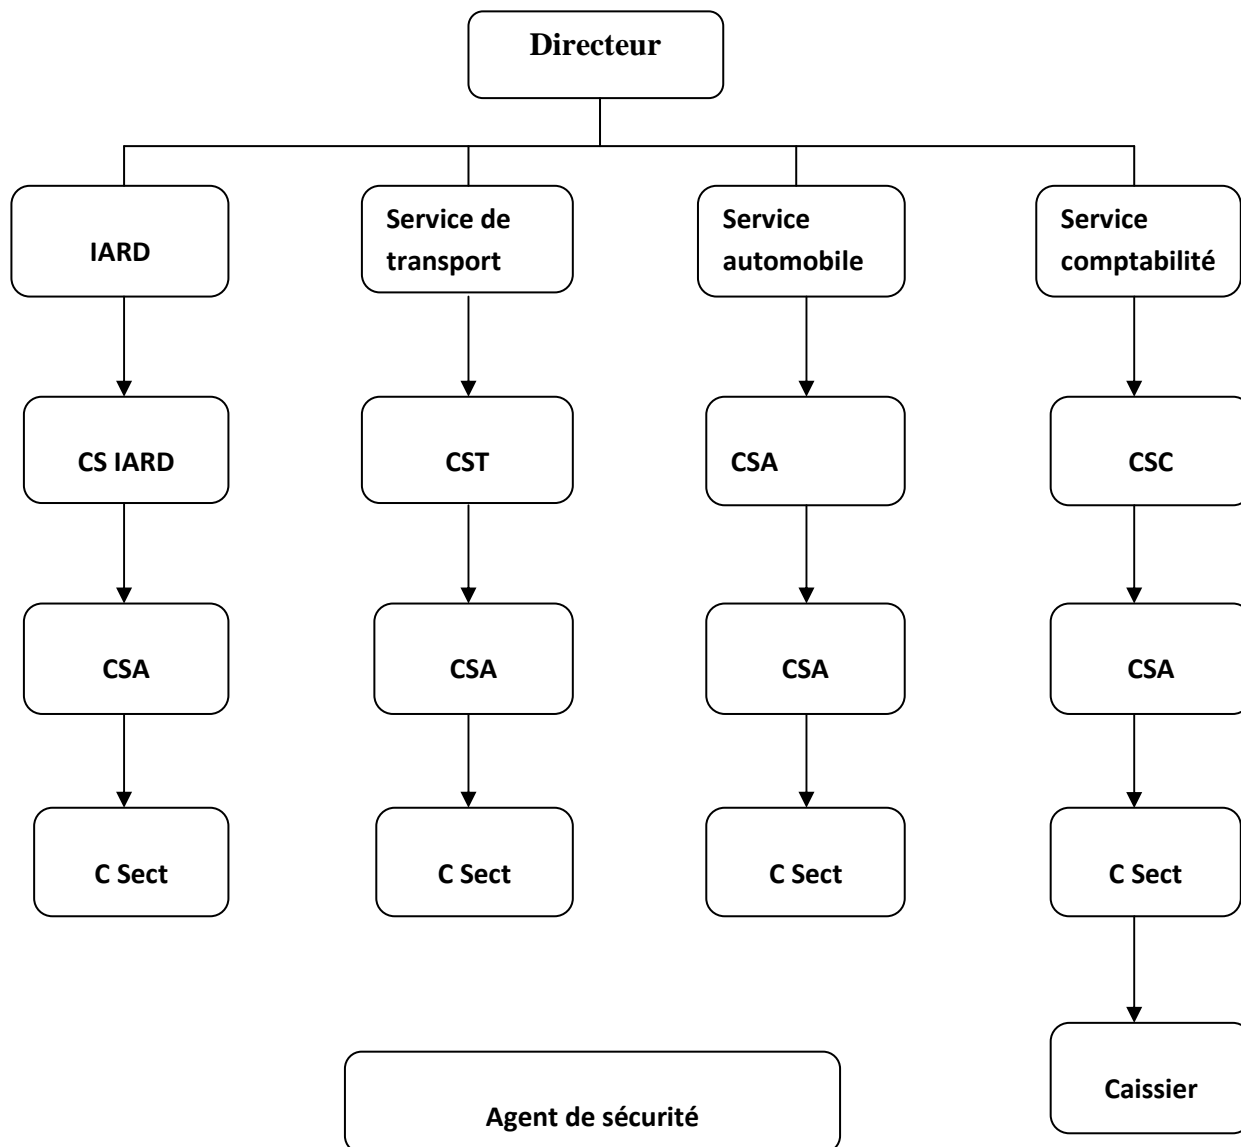 Directeur
IARD
Service de
transport
Service
automobile
Service
comptabilité
CS IARD
CST
CSA
CSC
CSA
CSA
CSA
CSA
C Sect
C Sect
C Sect
C Sect
Caissier
Agent de sécurité